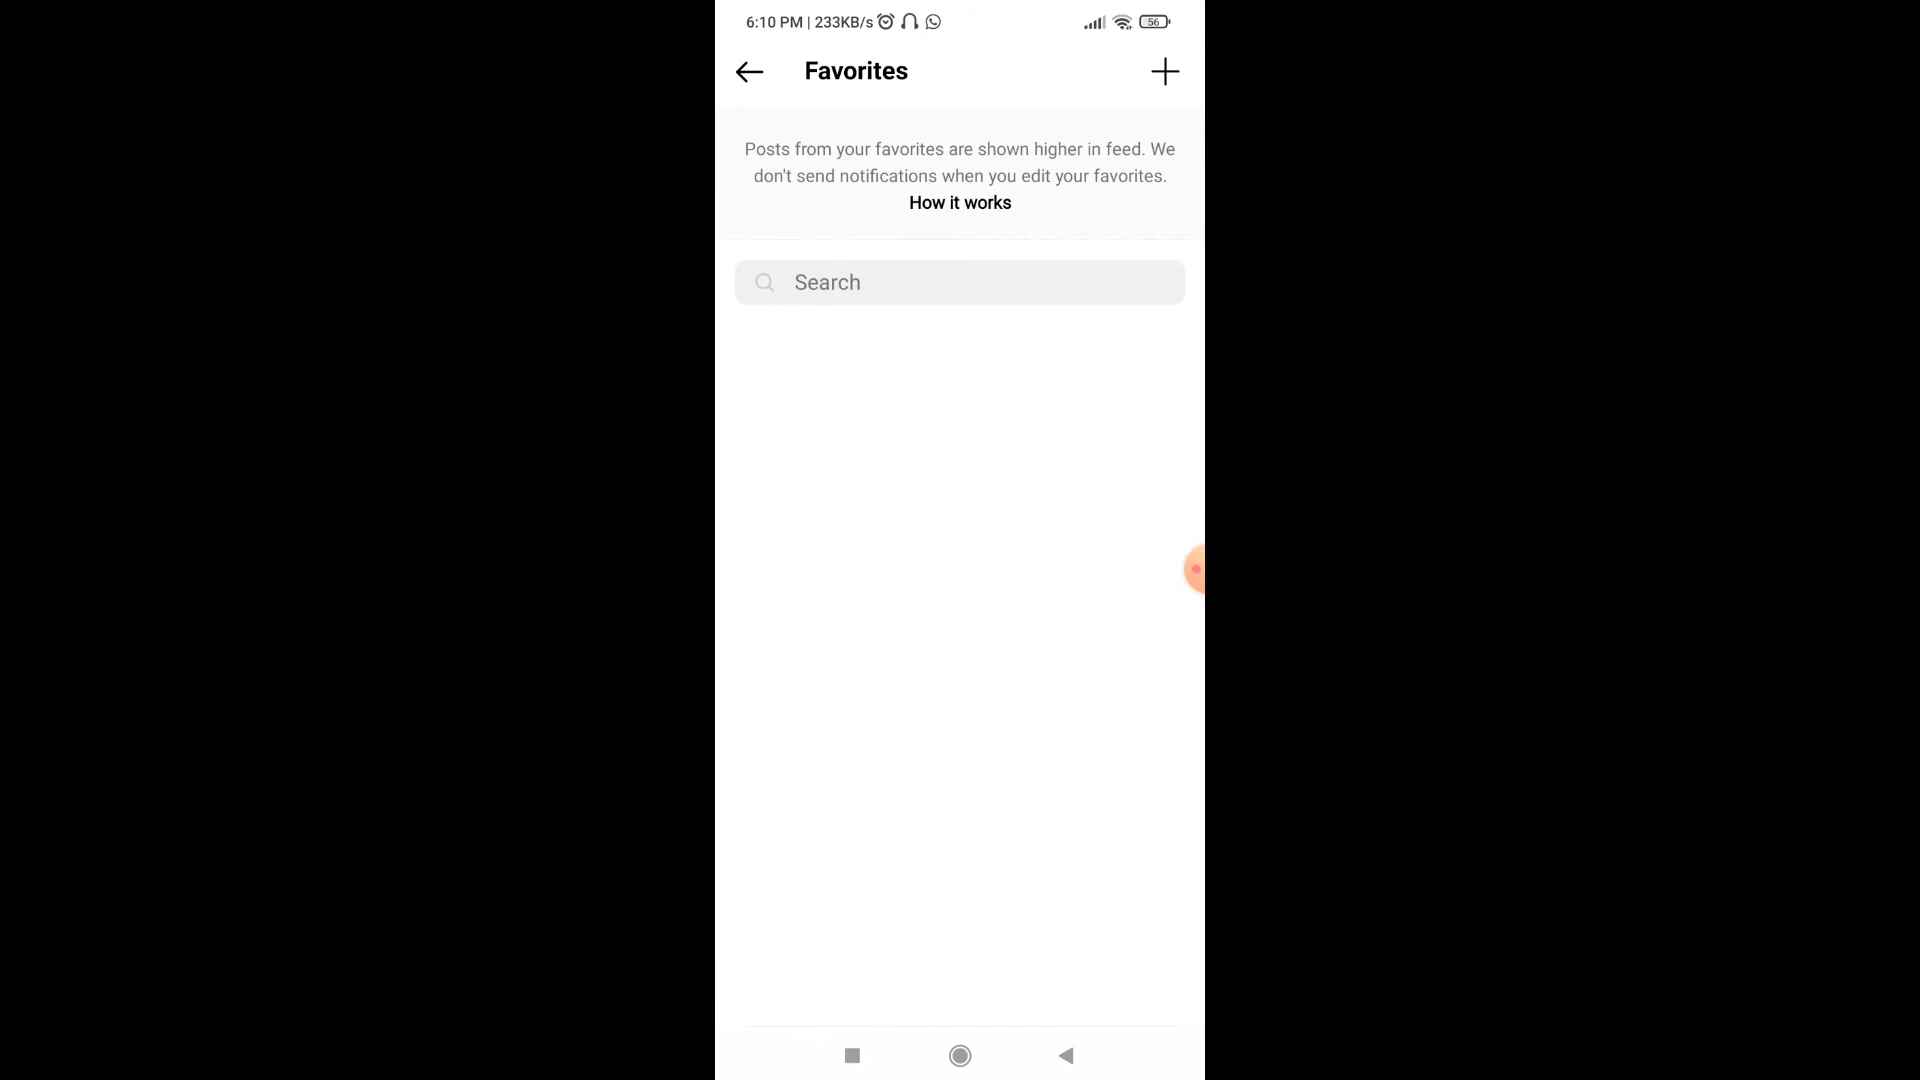 6:10 PM | 233KB/s
56
Favorites
Posts from your favorites are shown higher in feed. We
don't send notifications when you edit your favorites.
How it works
Search